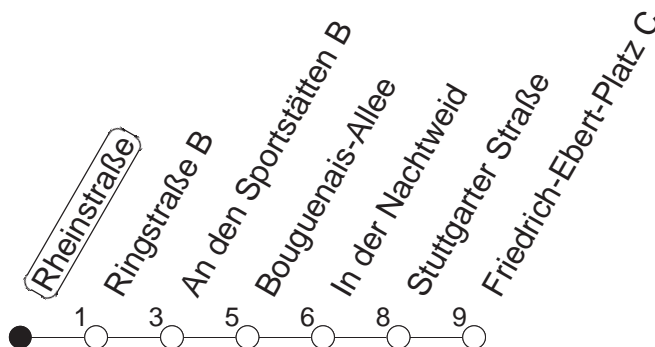 Rheinstraße
Ringstraße B
An den Sportstätten B
Bouguenais-Allee
In der Nachtweid
Stuttgarter Straße
Friedrich-Ebert-Platz C
1 3 5 6 8 9